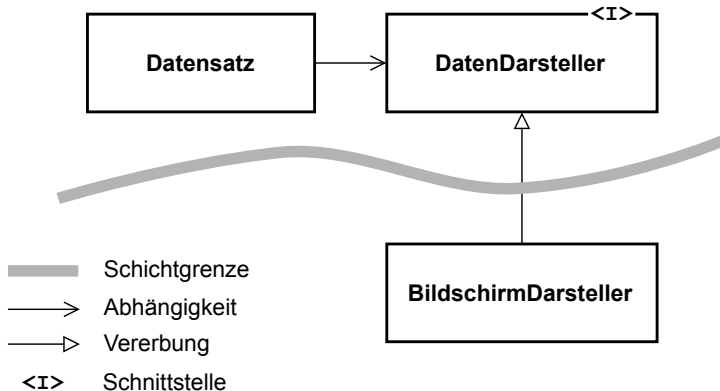 <I>
Datensatz
DatenDarsteller
BildschirmDarsteller
Schichtgrenze
Abhängigkeit
Vererbung
<I> Schnittstelle